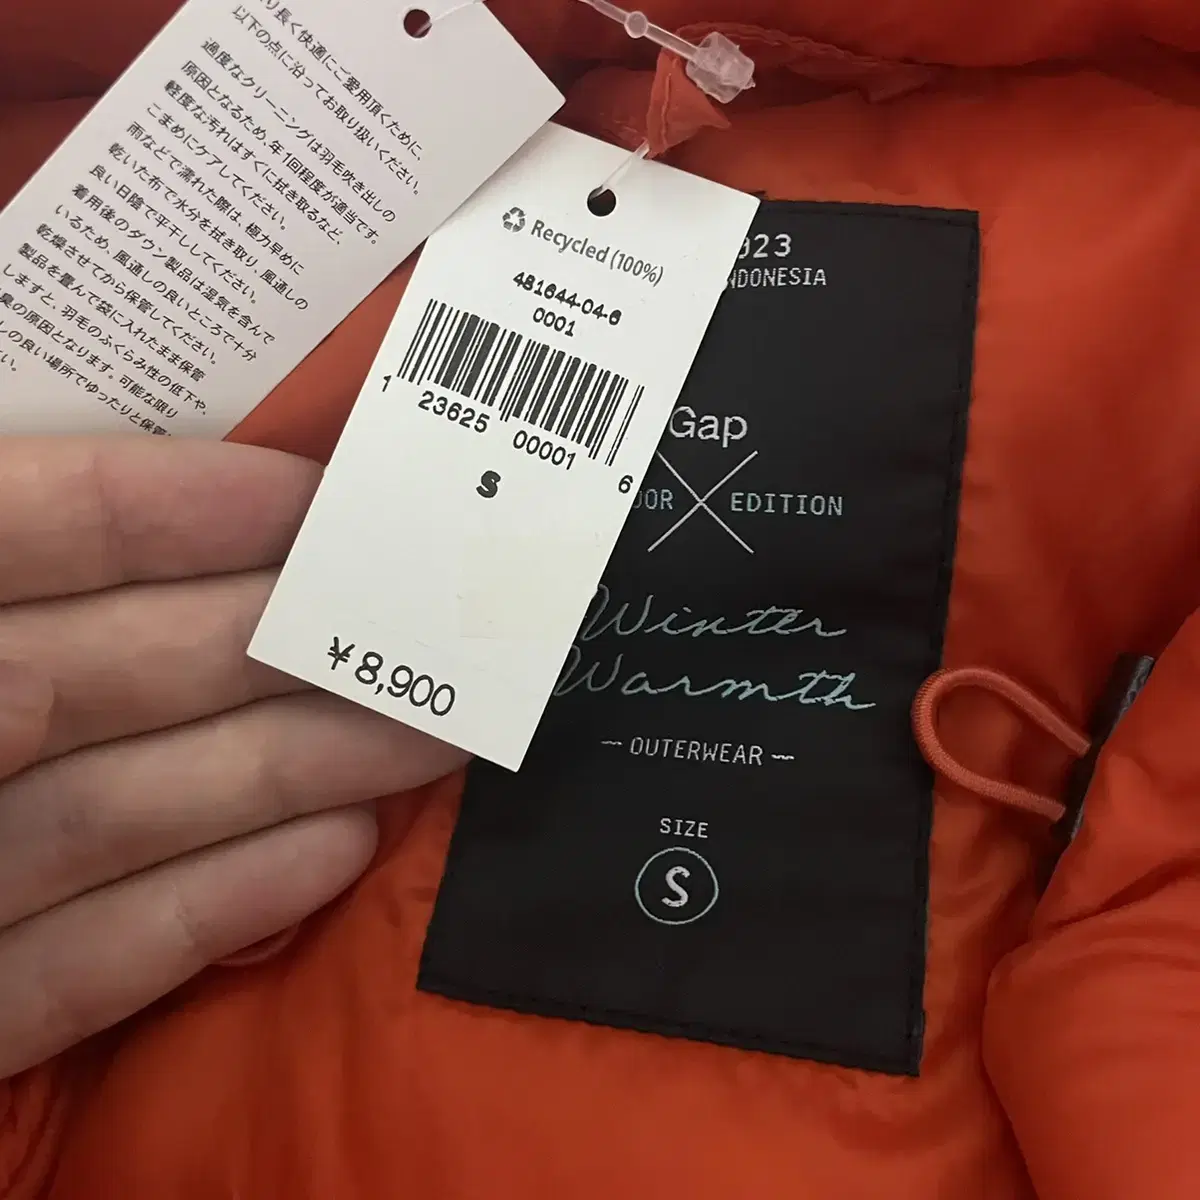 り長く快適にご愛用頂くために、
以下の点に沿ってお取り扱いください。
過度なクリーニングは羽毛吹き出しの
原因となるため、年1回程度が適当です。
軽度な汚れはすぐに拭き取るなど、
こまめにケアしてください。
雨などで濡れた際は、極力早めに
乾いた布で水分を拭き取り、風通しの
良い日陰で平干ししてください。
着用後のダウン製品は湿気を含んで
いるため、風通しの良いところで十分
乾燥させてから保管してください。
製品を畳んで袋に入れたまま保管
しますと、羽毛のふくらみ性の低下や、
臭の原因となります。可能な限り
しの良い場所でゆったりと保管
い。
Recycled (100%)
481644-04-6
0001
1 23625 00001 6
S
¥8,900
023
NDONESIA
Gap
OOR EDITION
Winter
Warmth
~ OUTERWEAR ~
SIZE
S